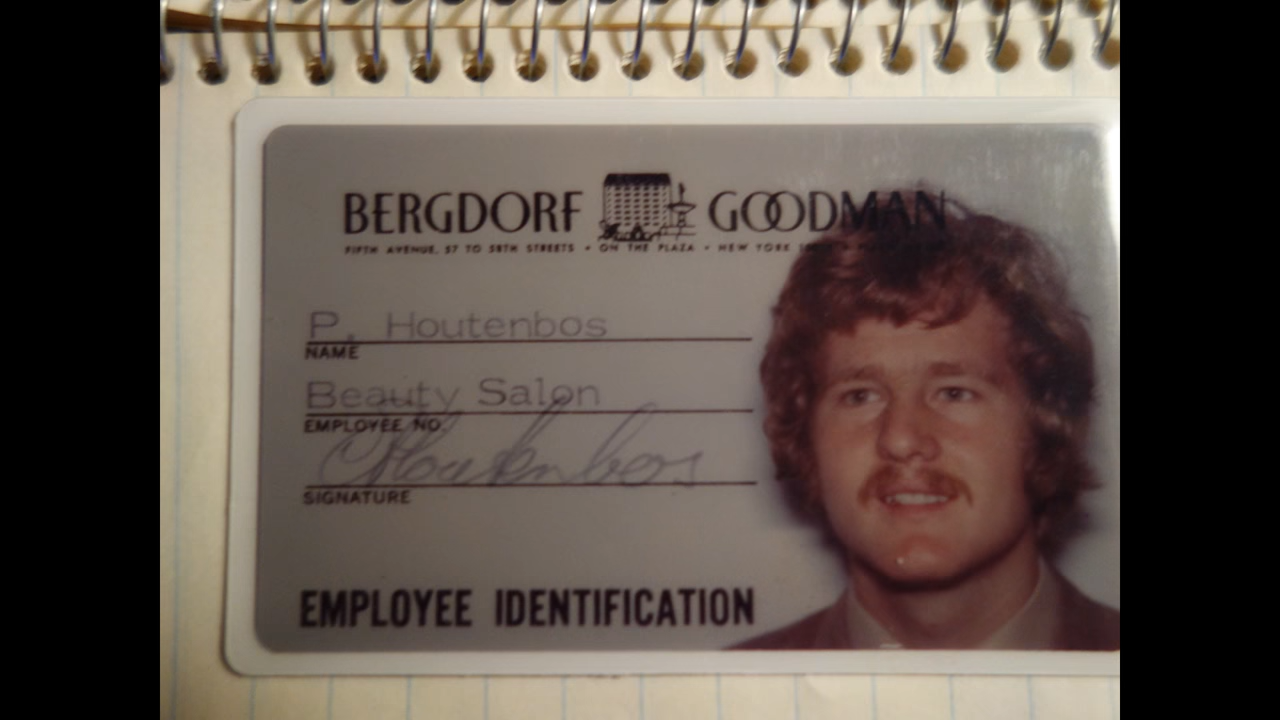 BERGDORF GOODMAN
FIFTH AVENUE, 57 TO 58TH STREETS • ON THE PLAZA • NEW YORK
P. Houtenbos
NAME
Beauty Salon
EMPLOYEE NO.
Houtenbos
SIGNATURE
EMPLOYEE IDENTIFICATION